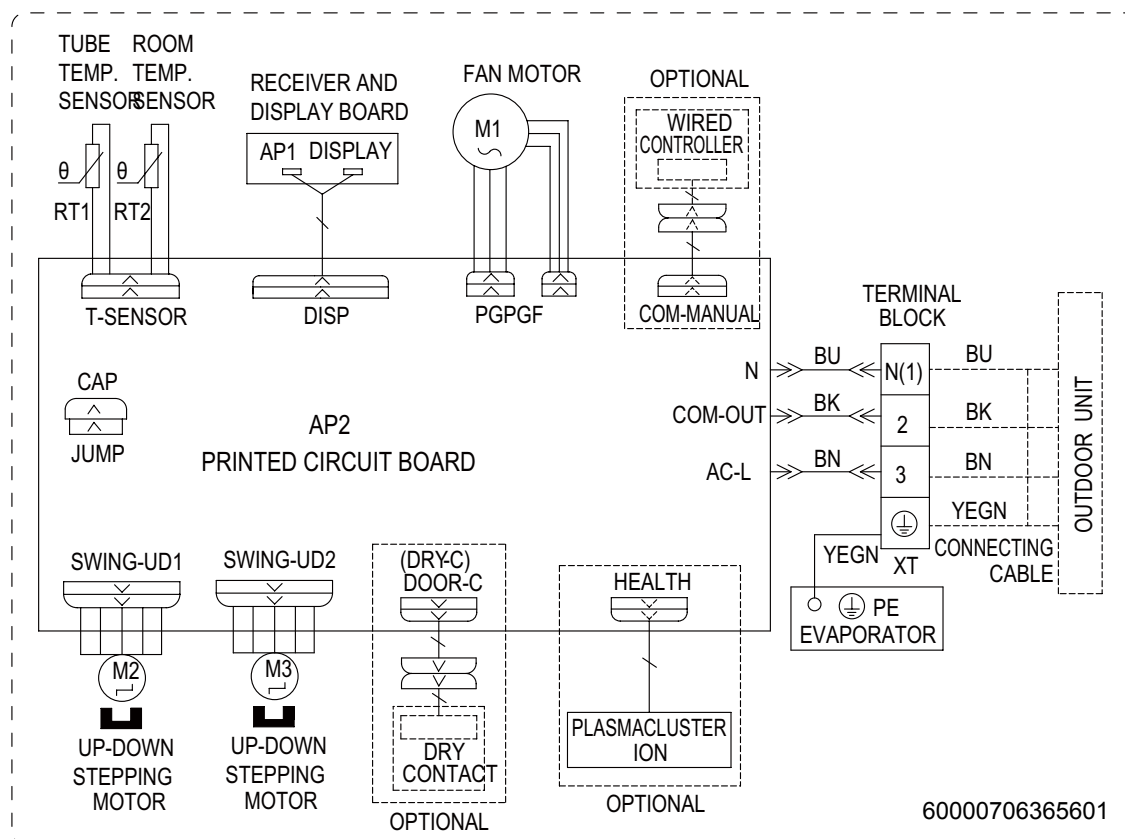 TUBE
TEMP.
SENSOR
ROOM
TEMP.
SENSOR
θ
RT1
θ
RT2
RECEIVER AND
DISPLAY BOARD
AP1 DISPLAY
FAN MOTOR
M1
OPTIONAL
WIRED
CONTROLLER
T-SENSOR
DISP
PGPGF
COM-MANUAL
CAP
JUMP
AP2
PRINTED CIRCUIT BOARD
N
COM-OUT
AC-L
BU
BK
BN
TERMINAL
BLOCK
N(1)
2
3
XT
BU
BK
BN
YEGN
CONNECTING
CABLE
OUTDOOR UNIT
YEGN
PE
EVAPORATOR
SWING-UD1
M2
UP-DOWN
STEPPING
MOTOR
SWING-UD2
M3
UP-DOWN
STEPPING
MOTOR
(DRY-C)
DOOR-C
DRY
CONTACT
OPTIONAL
HEALTH
PLASMACLUSTER
ION
OPTIONAL
60000706365601